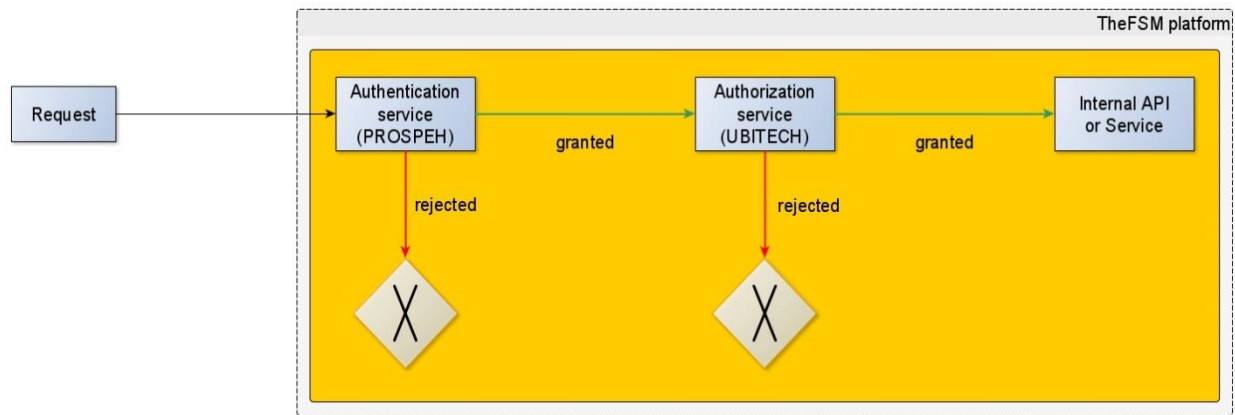 TheFSM platform
Request
Authentication
service
(PROSPEH)
granted
Authorization
service
(UBITECH)
granted
Internal API
or Service
rejected
rejected